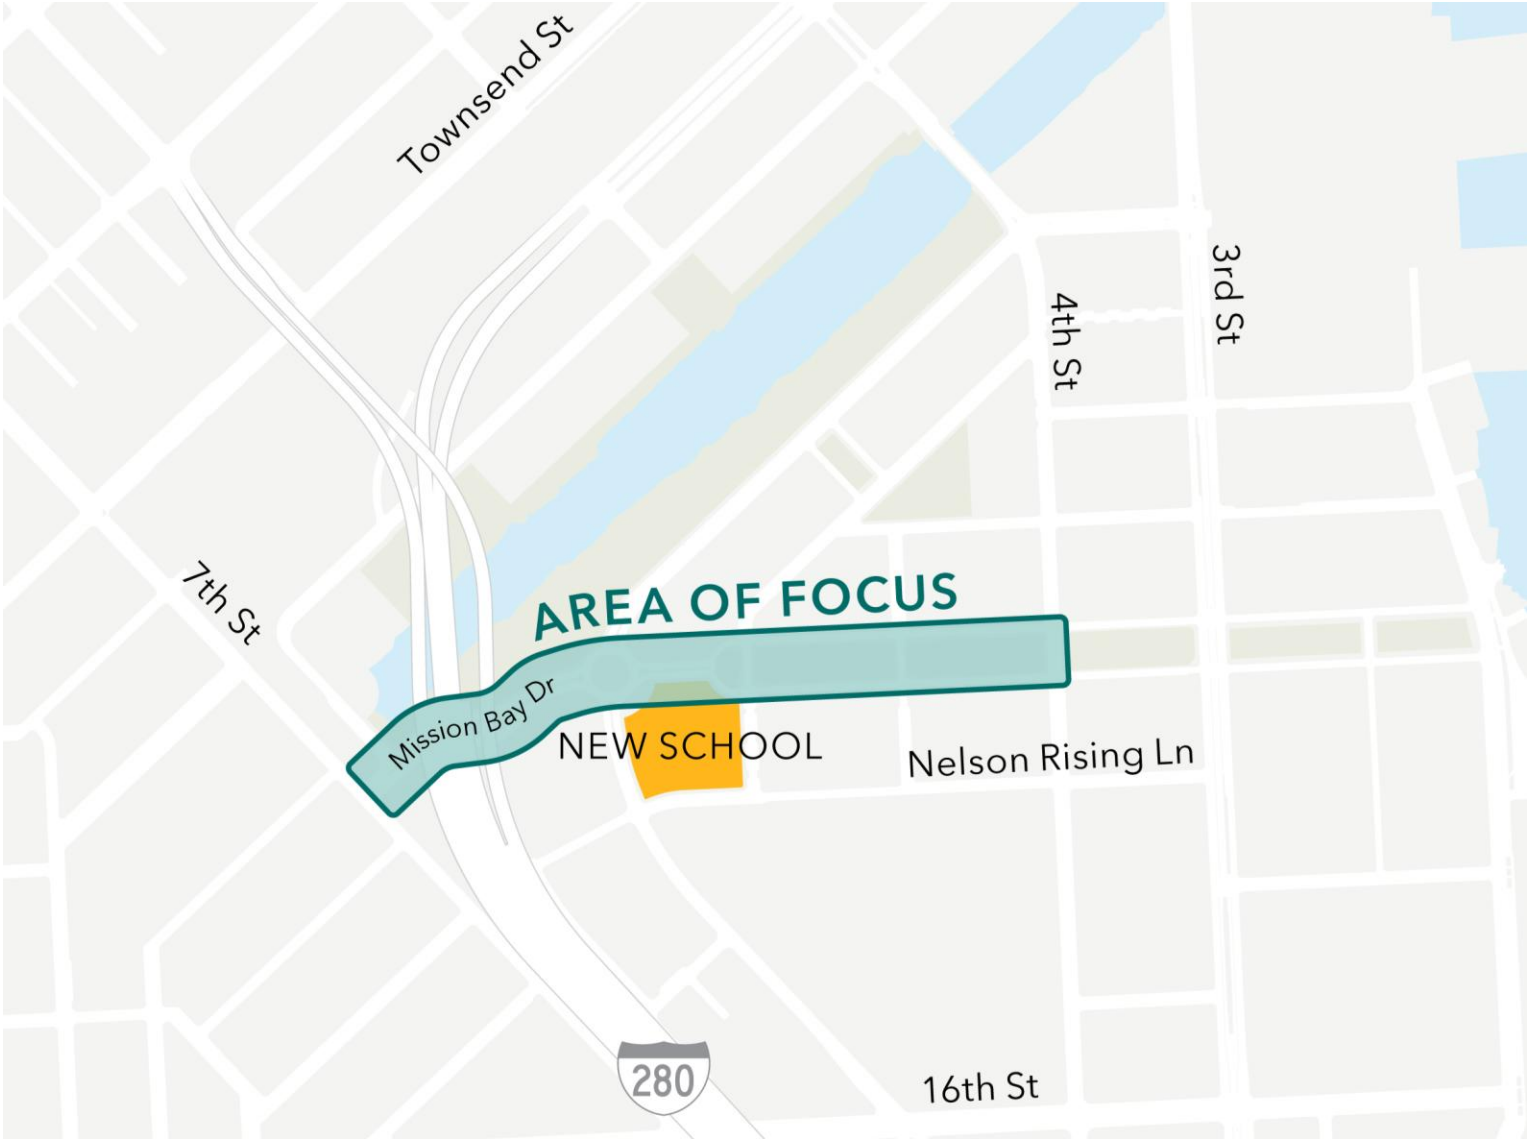 Townsend St
3rd St
4th St
7th St
AREA OF FOCUS
Mission Bay Dr
NEW SCHOOL
Nelson Rising Ln
280
16th St